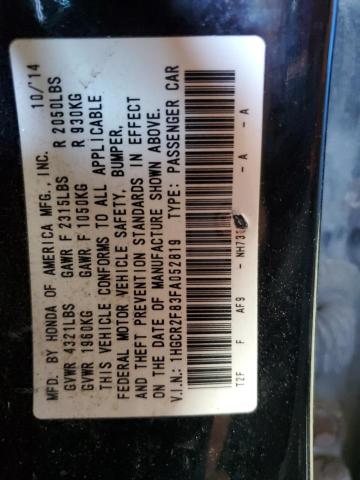 MFD. BY HONDA OF AMERICA MFG., INC. 10/'14
GVWR 4321LBS GAWR F 2315LBS R 2050LBS
GVWR 1960KG GAWR F 1050KG R 930KG
THIS VEHICLE CONFORMS TO ALL APPLICABLE
FEDERAL MOTOR VEHICLE SAFETY, BUMPER,
AND THEFT PREVENTION STANDARDS IN EFFECT
ON THE DATE OF MANUFACTURE SHOWN ABOVE.
V.I.N.: 1HGCR2F83FA052819 TYPE: PASSENGER CAR
T2F F AF9 - NH731 - A - A